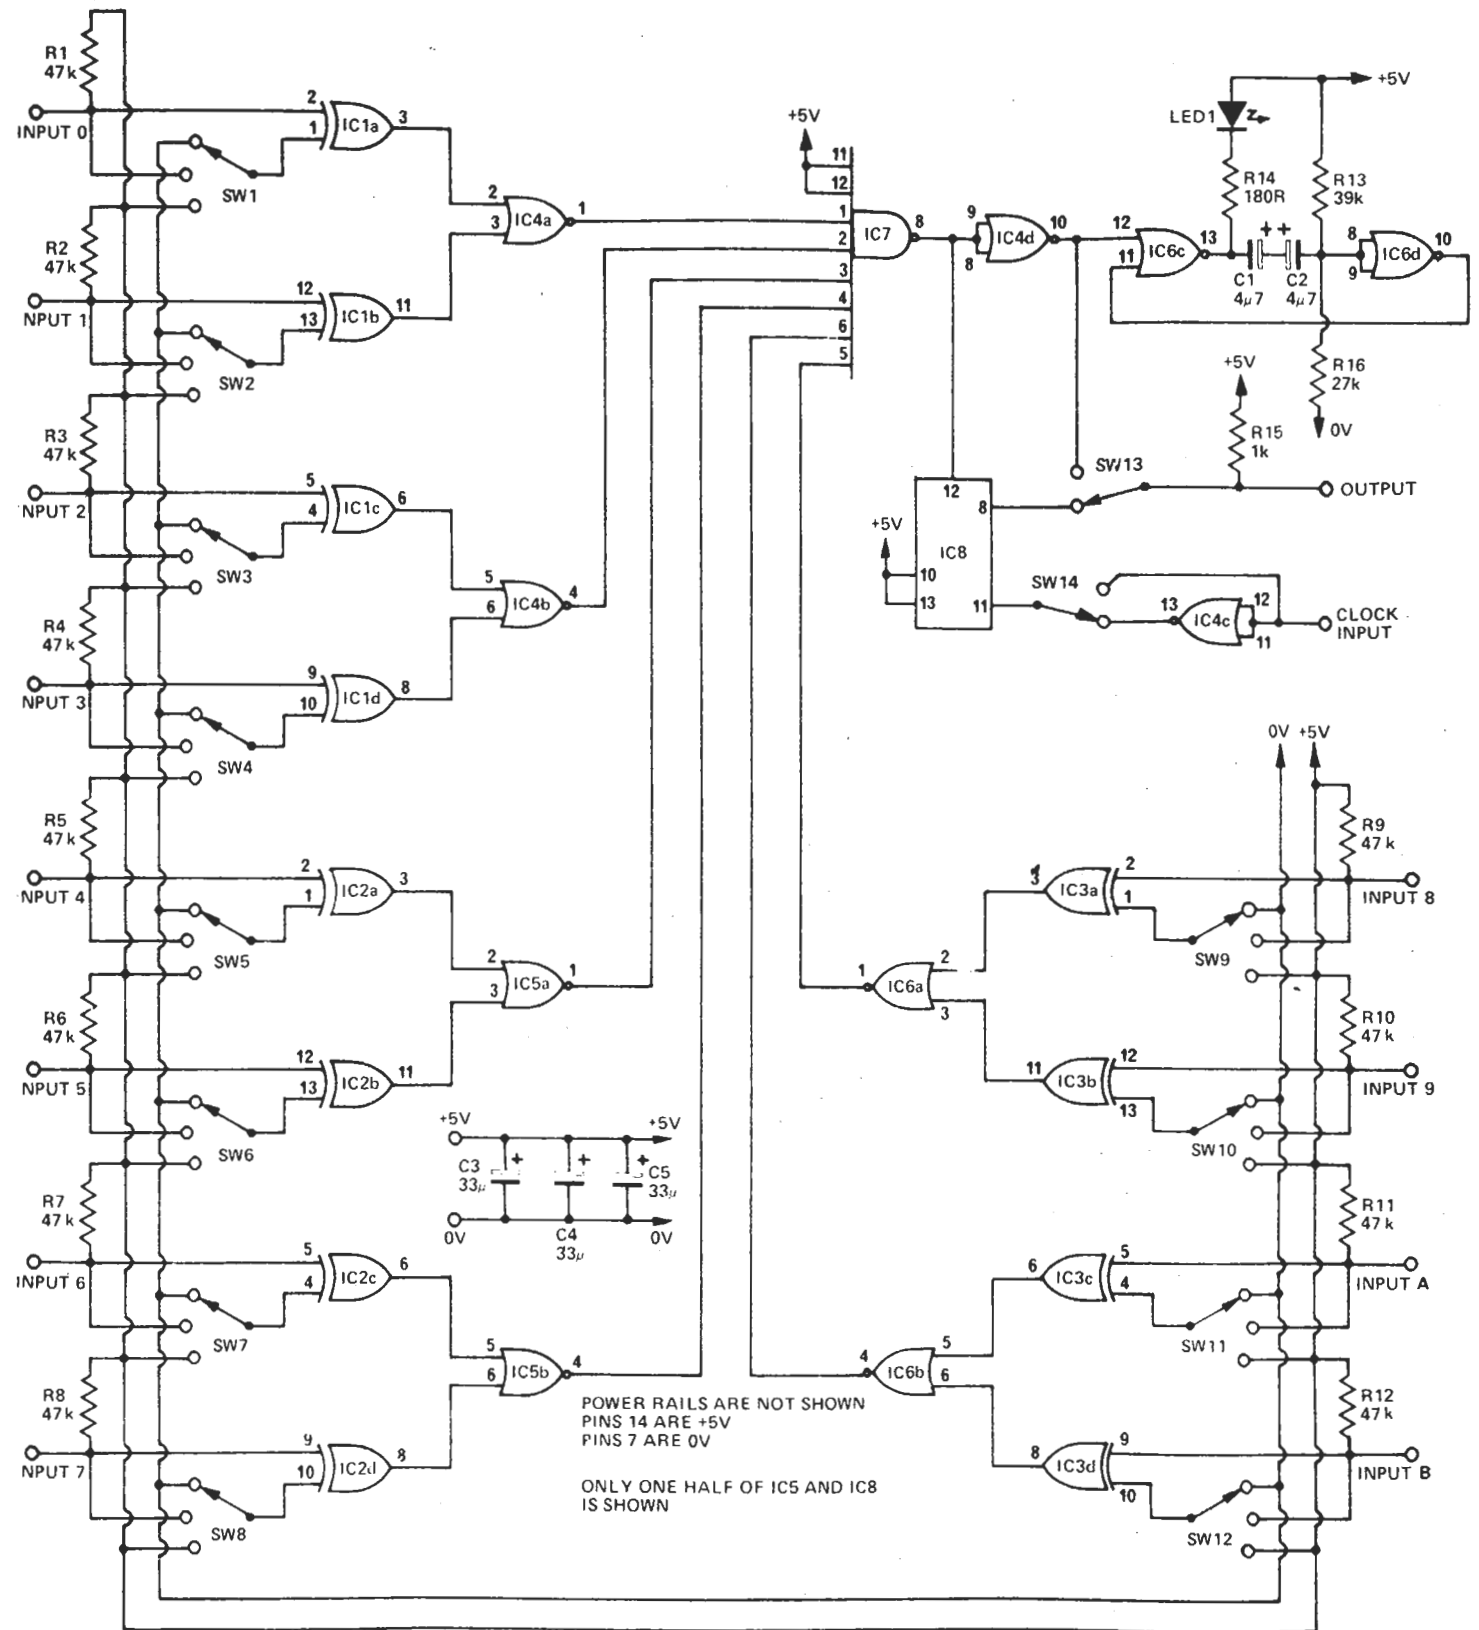 R1
47k
INPUT 0
2
1
IC1a
3
SW1
R2
47k
NPUT 1
12
13
IC1b
11
SW2
2
3
IC4a
1
R3
47k
NPUT 2
5
4
IC1c
6
SW3
R4
47k
NPUT 3
9
10
IC1d
8
SW4
5
6
IC4b
4
R5
47k
NPUT 4
2
1
IC2a
3
SW5
R6
47k
NPUT 5
12
13
IC2b
11
SW6
2
3
IC5a
1
R7
47k
INPUT 6
5
4
IC2c
6
SW7
R8
47k
NPUT 7
9
10
IC2d
8
SW8
5
6
IC5b
4
+5V
11
12
1
2
3
4
6
5
IC7
8
9
8
IC4d
10
12
11
IC6c
13
LED1
+5V
R14
180R
R13
39k
+ +
C1
4μ7
C2
4μ7
8
9
IC6d
10
R16
27k
0V
+5V
R15
1k
SW13
OUTPUT
12
8
+5V
IC8
10
13
11
SW14
13
IC4c
12
11
CLOCK
INPUT
0V +5V
R9
47k
INPUT 8
3
IC3a
2
1
SW9
R10
47k
INPUT 9
11
IC3b
12
13
SW10
1
IC6a
2
3
R11
47k
INPUT A
6
IC3c
5
4
SW11
R12
47k
INPUT B
8
IC3d
9
10
SW12
4
IC6b
5
6
+5V
+5V
C3
33μ
+
+
+
C5
33μ
0V
C4
33μ
0V
POWER RAILS ARE NOT SHOWN
PINS 14 ARE +5V
PINS 7 ARE 0V
ONLY ONE HALF OF IC5 AND IC8
IS SHOWN